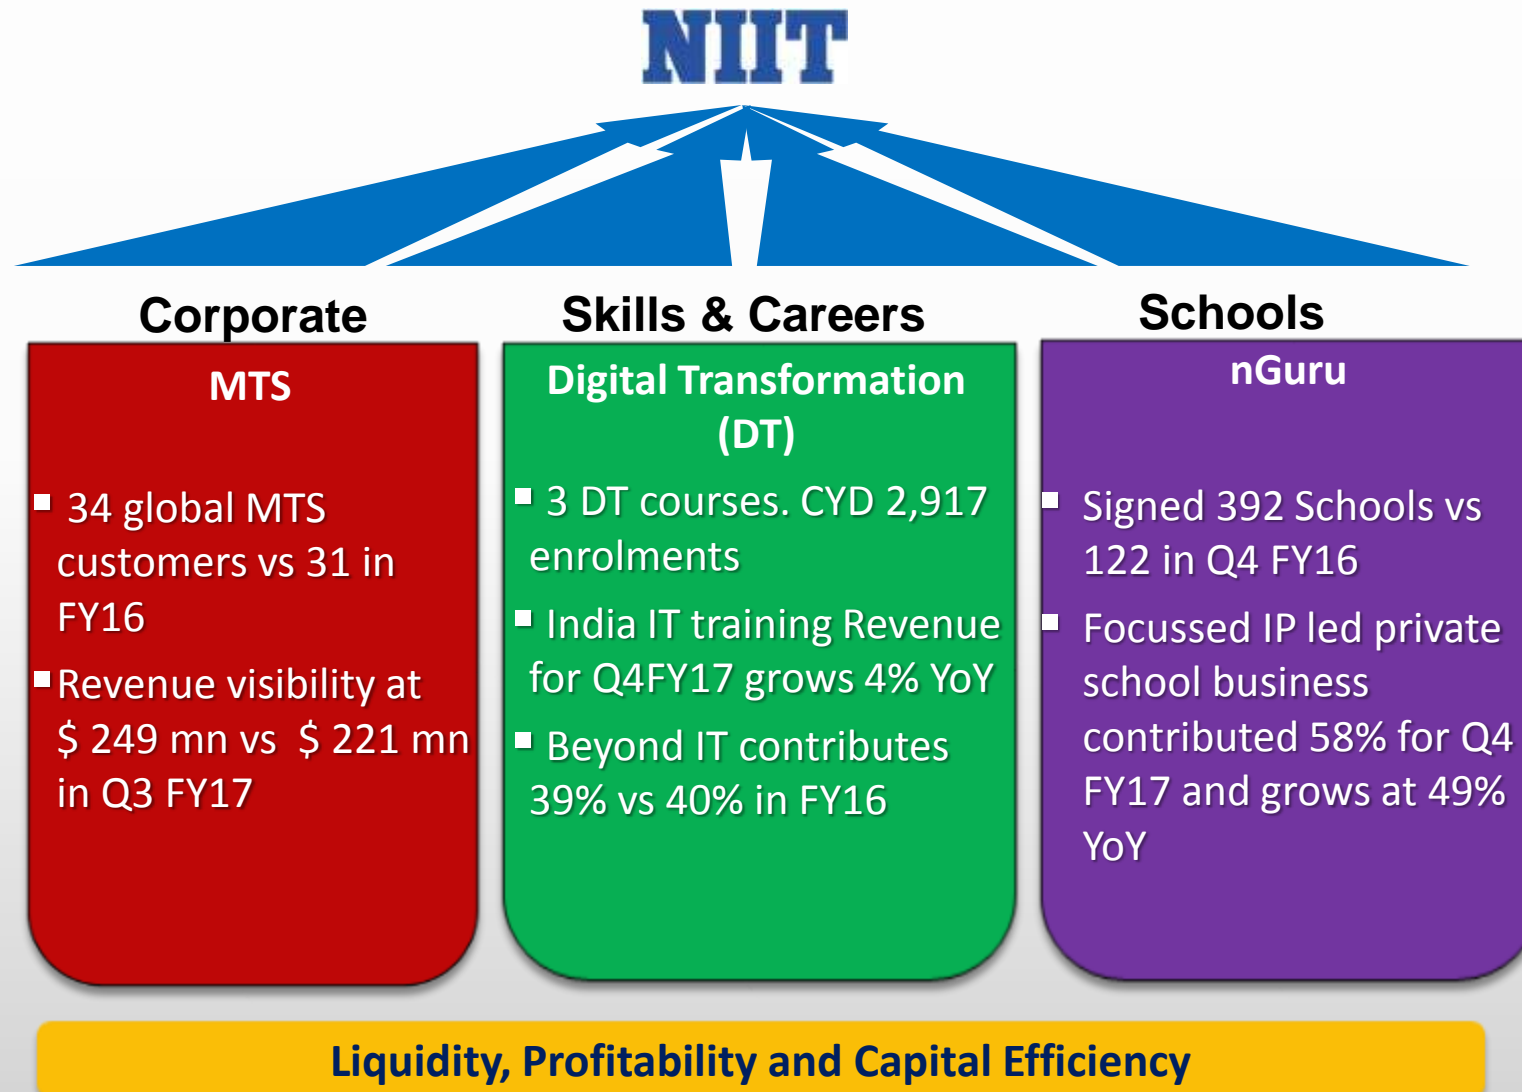 NIIT
Corporate
MTS
▪ 34 global MTS
customers vs 31 in
FY16
▪ Revenue visibility at
$ 249 mn vs $ 221 mn
in Q3 FY17
Skills & Careers
Digital Transformation
(DT)
▪ 3 DT courses. CYD 2,917
enrolments
▪ India IT training Revenue
for Q4FY17 grows 4% YoY
▪ Beyond IT contributes
39% vs 40% in FY16
Schools
nGuru
▪ Signed 392 Schools vs
122 in Q4 FY16
▪ Focussed IP led private
school business
contributed 58% for Q4
FY17 and grows at 49%
YoY
Liquidity, Profitability and Capital Efficiency